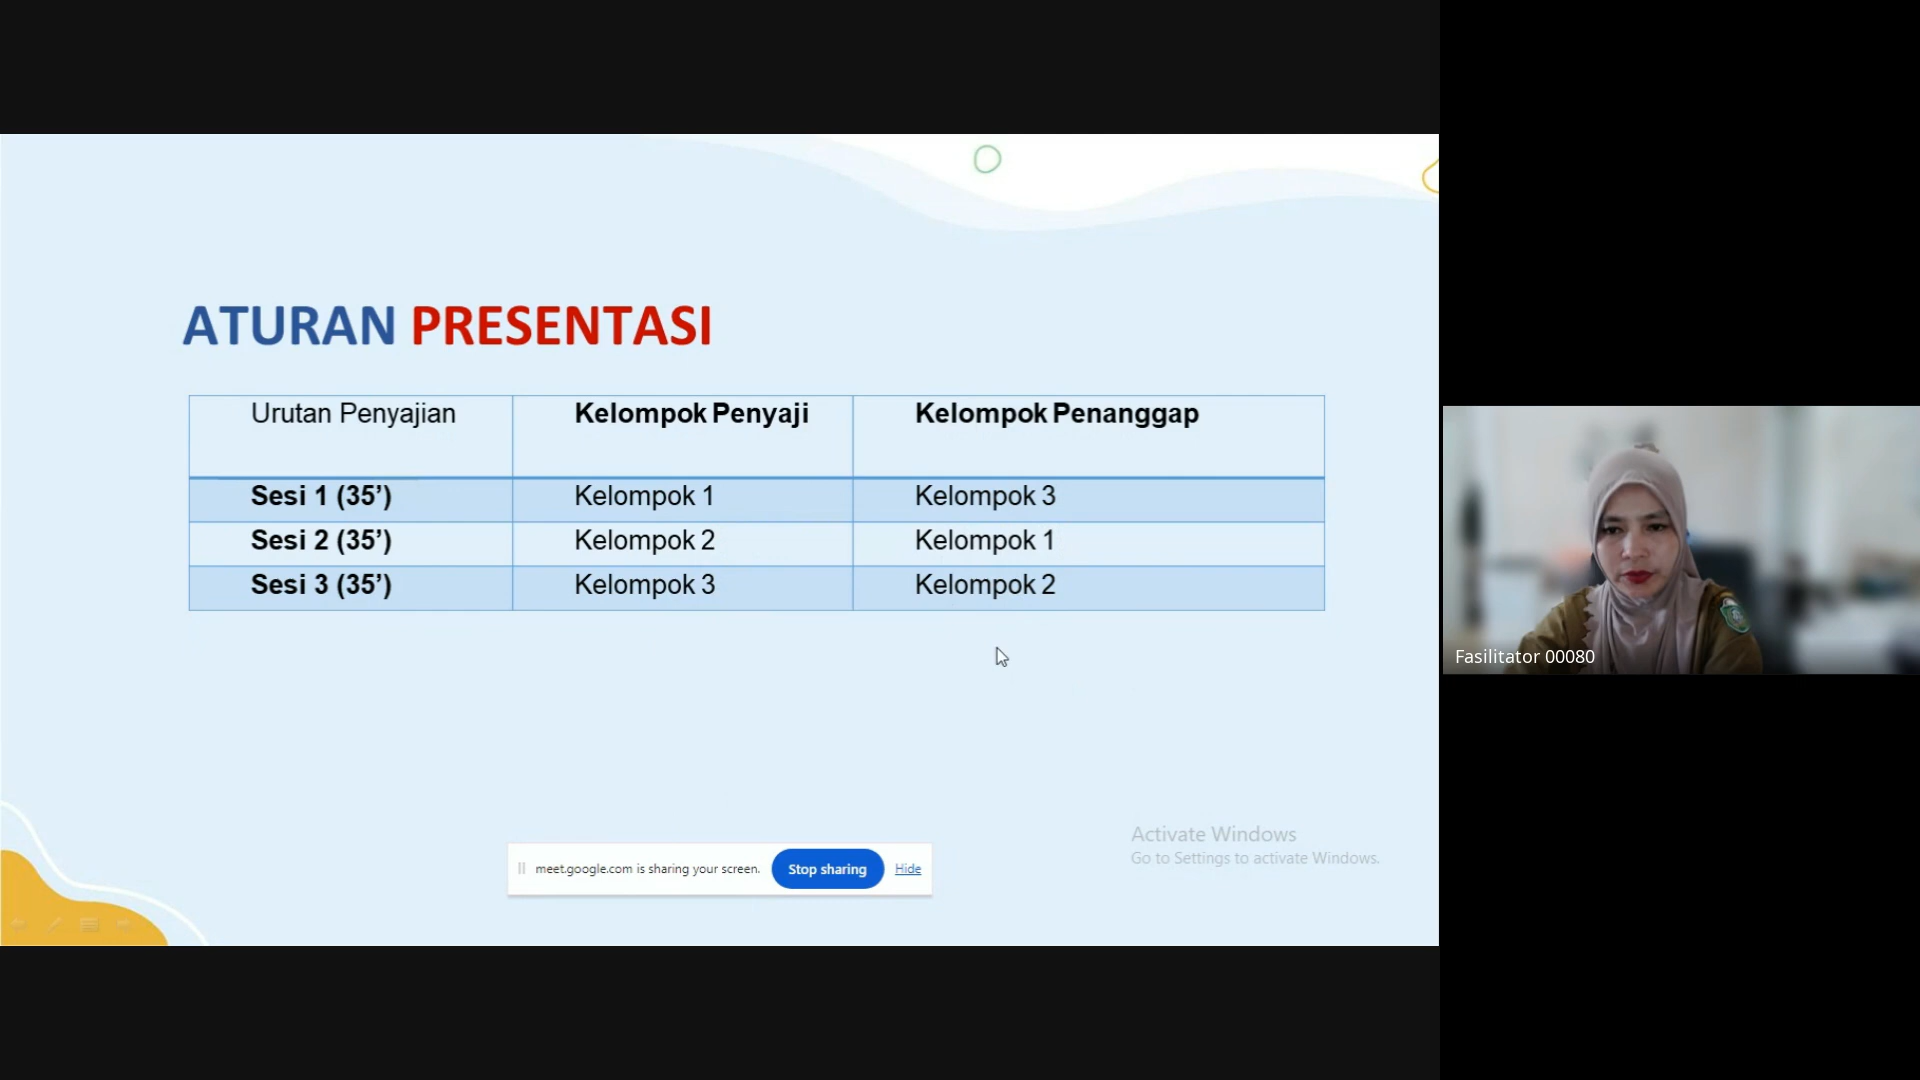 ATURAN PRESENTASI
Urutan Penyajian Kelompok Penyaji Kelompok Penanggap
Sesi 1 (35’) Kelompok 1 Kelompok 3
Sesi 2 (35’) Kelompok 2 Kelompok 1
Sesi 3 (35’) Kelompok 3 Kelompok 2
Fasilitator 00080
Activate Windows
Go to Settings to activate Windows.
meet.google.com is sharing your screen. Stop sharing Hide